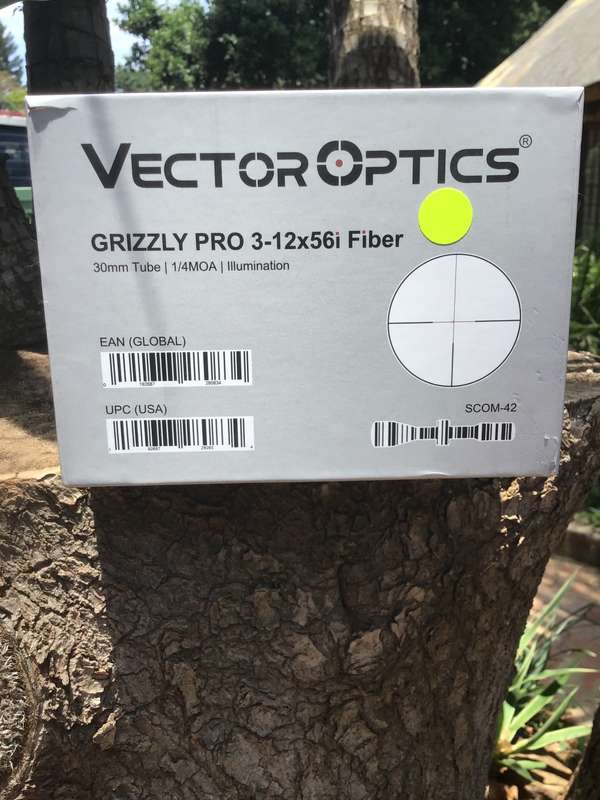 VECTOR OPTICS®
GRIZZLY PRO 3-12x56i Fiber
30mm Tube | 1/4MOA | Illumination
EAN (GLOBAL)
UPC (USA)
SCOM-42